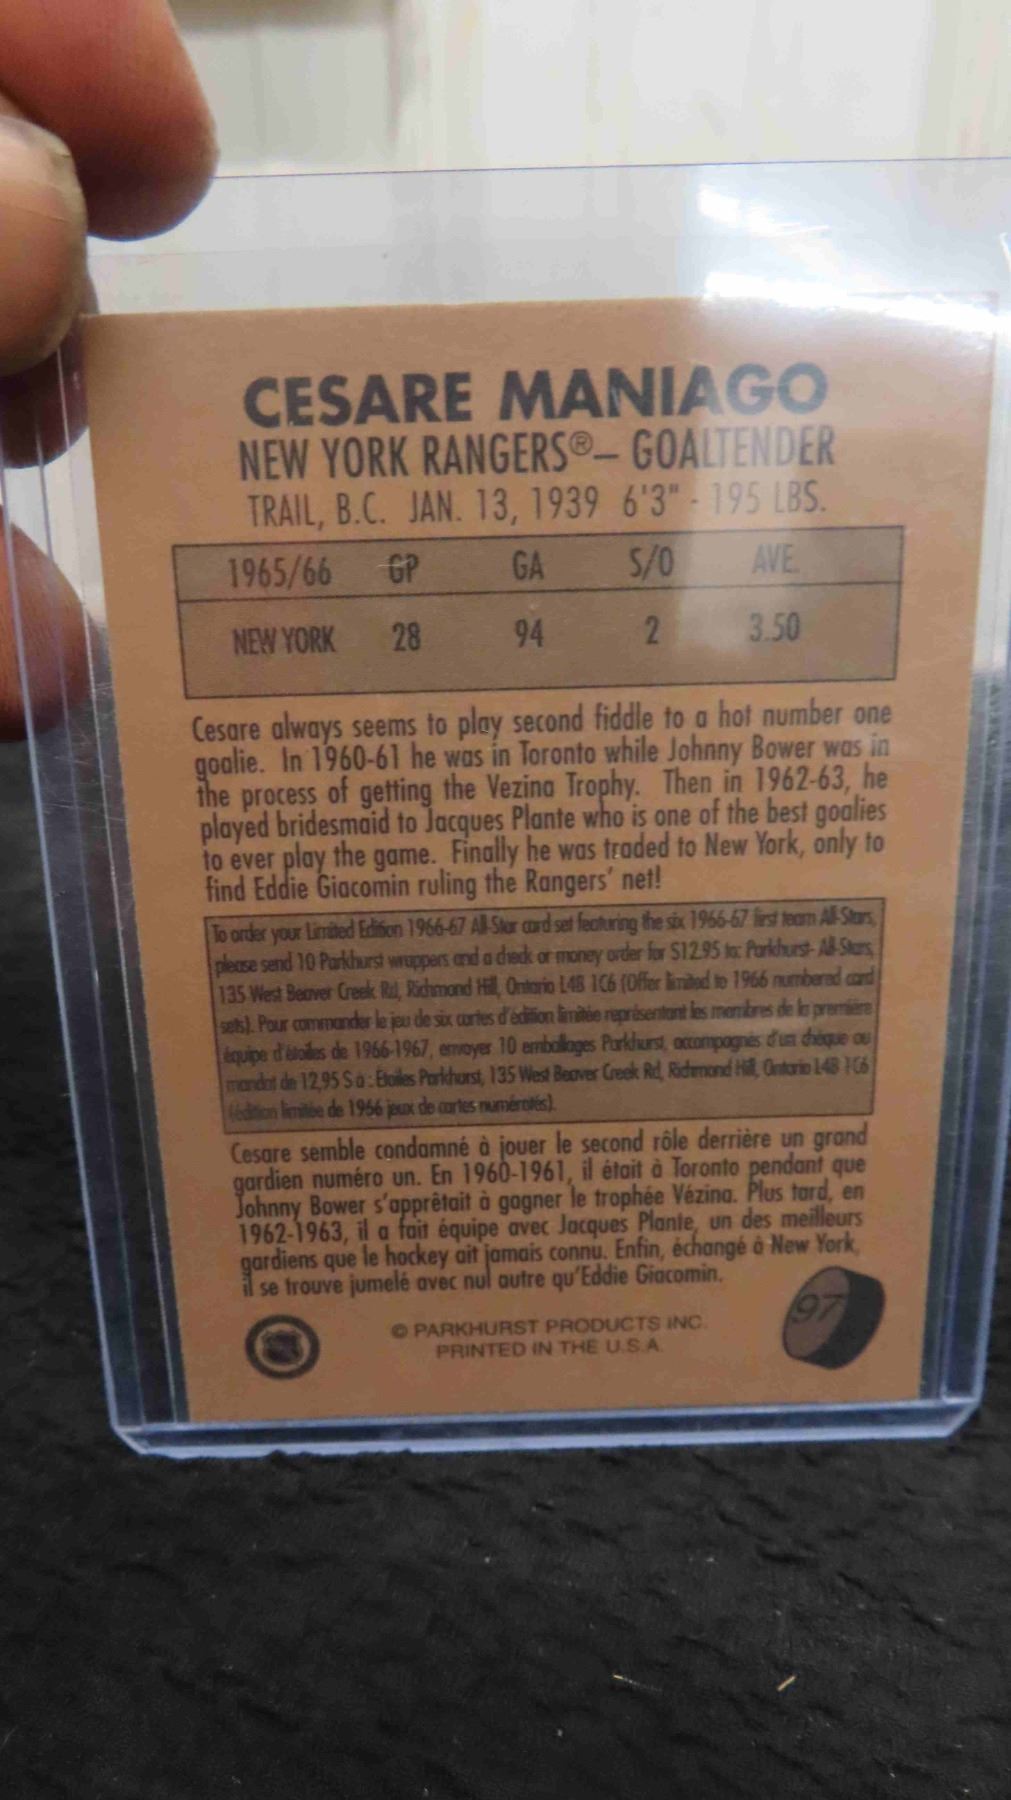 CESARE MANIAGO
NEW YORK RANGERS®– GOALTENDER
TRAIL, B.C. JAN. 13, 1939 6'3" - 195 LBS.
1965/66 GP GA S/O AVE.
NEW YORK 28 94 2 3.50
Cesare always seems to play second fiddle to a hot number one
goalie. In 1960-61 he was in Toronto while Johnny Bower was in
the process of getting the Vezina Trophy. Then in 1962-63, he
played bridesmaid to Jacques Plante who is one of the best goalies
to ever play the game. Finally he was traded to New York, only to
find Eddie Giacomin ruling the Rangers' net!
To order your Limited Edition 1966-67 All-Star card set featuring the six 1966-67 first team All-Stars,
please send 10 Parkhurst wrappers and a check or money order for $12.95 to: Parkhurst- All-Stars,
135 West Beaver Creek Rd, Richmond Hill, Ontario L4B 1C6 (Offer limited to 1966 numbered card
sets). Pour commander le jeu de six cartes d'édition limitée représentant les membres de la première
équipe d'étoiles de 1966-1967, envoyer 10 emballages Parkhurst, accompagnés d'un chèque ou
mandat de 12,95 $ à : Etoiles Parkhurst, 135 West Beaver Creek Rd, Richmond Hill, Ontario L4B 1C6
(édition limitée de 1966 jeux de cartes numérotés).
Cesare semble condamné à jouer le second rôle derrière un grand
gardien numéro un. En 1960-1961, il était à Toronto pendant que
Johnny Bower s'apprêtait à gagner le trophée Vézina. Plus tard, en
1962-1963, il a fait équipe avec Jacques Plante, un des meilleurs
gardiens que le hockey ait jamais connu. Enfin, échangé à New York,
il se trouve jumelé avec nul autre qu'Eddie Giacomin.
97
© PARKHURST PRODUCTS INC.
PRINTED IN THE U.S.A.